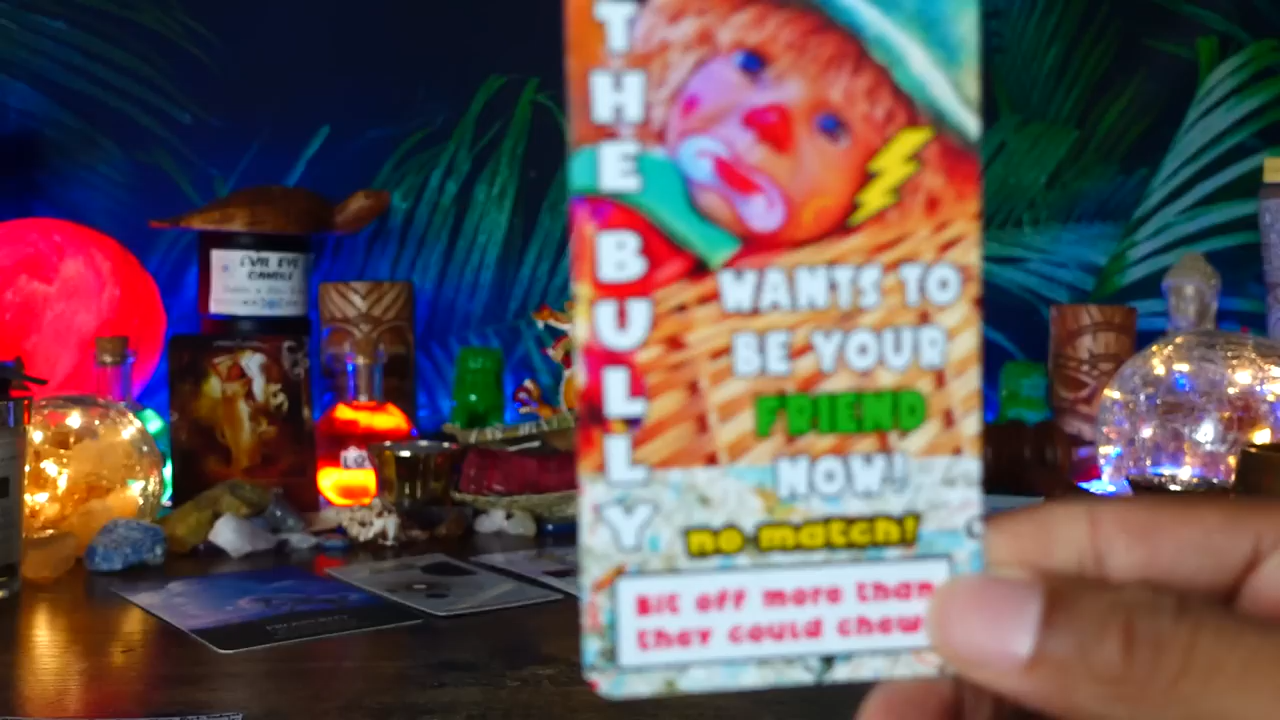 THE BULLY
WANTS TO
BE YOUR
FRIEND
NOW!
no match!
Bit off more than
they could chew
EVIL EYE
CANDLE